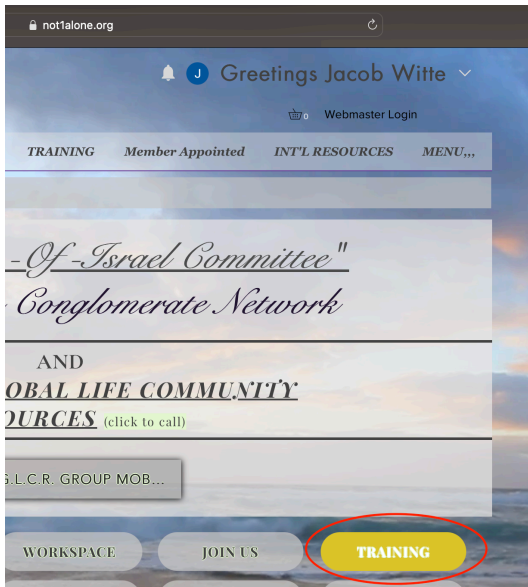 not1alone.org
J Greetings Jacob Witte
0 Webmaster Login
TRAINING Member Appointed INT'L RESOURCES MENU,,,
-Of-Israel Committee"
Conglomerate Network
AND
OBAL LIFE COMMUNITY
OURCES (click to call)
G.L.C.R. GROUP MOB...
WORKSPACE JOIN US TRAINING